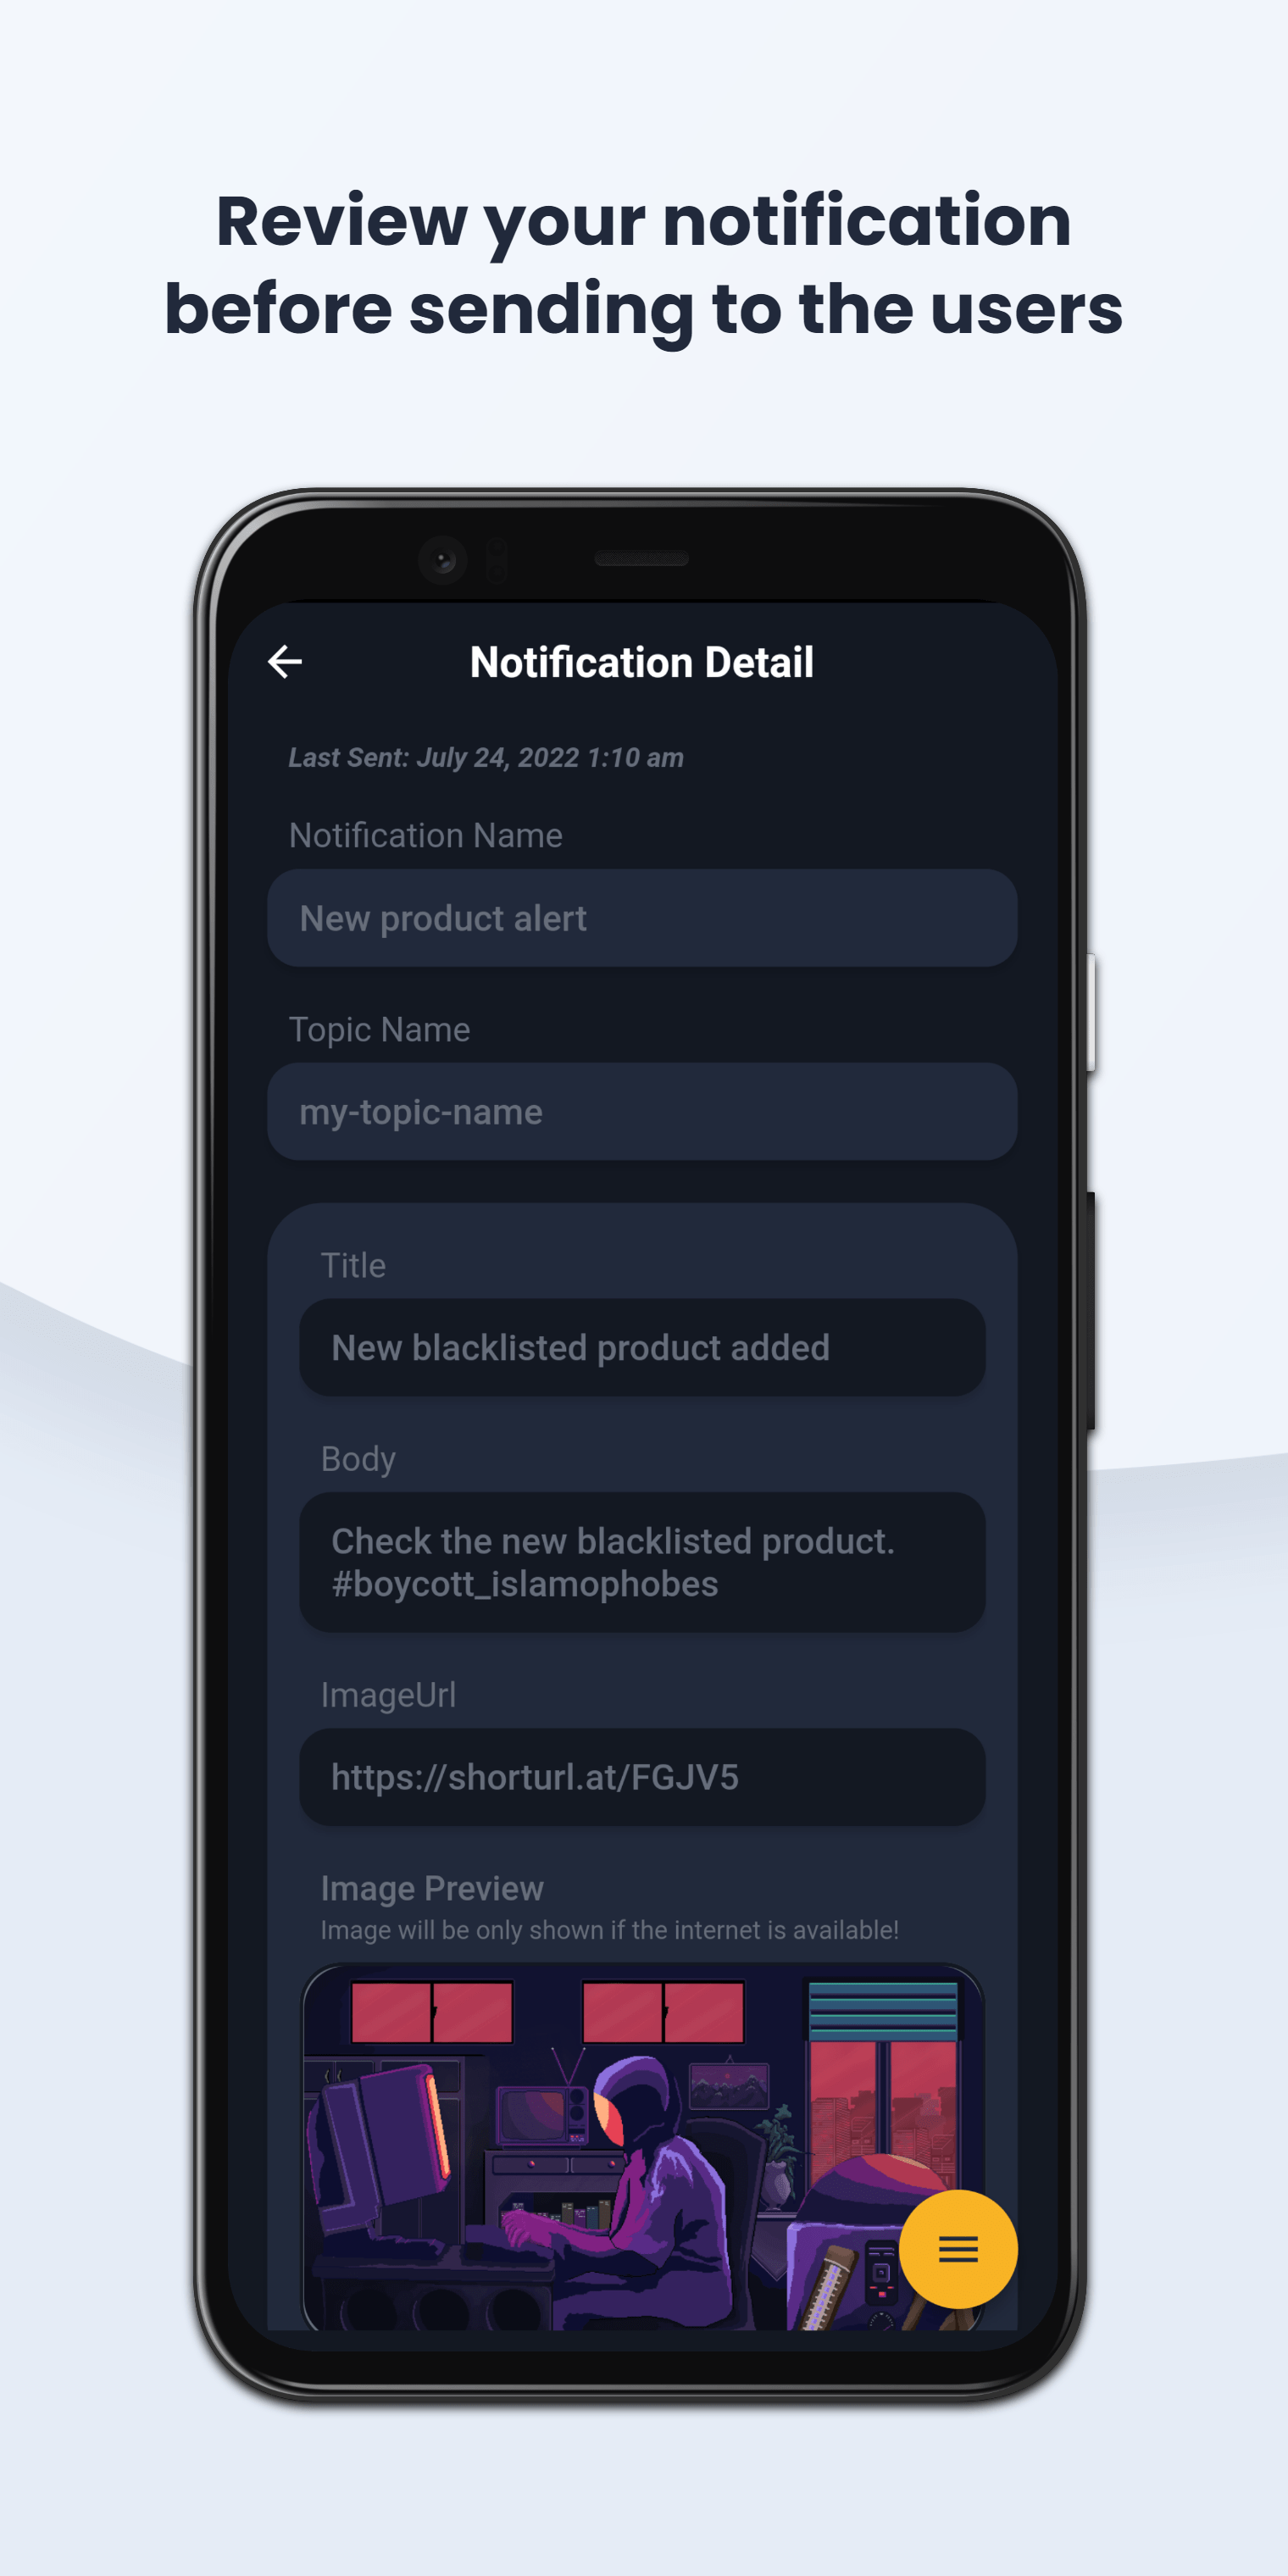 Review your notification
before sending to the users
Notification Detail
Last Sent: July 24, 2022 1:10 am
Notification Name
New product alert
Topic Name
my-topic-name
Title
New blacklisted product added
Body
Check the new blacklisted product.
#boycott_islamophobes
ImageUrl
https://shorturl.at/FGJV5
Image Preview
Image will be only shown if the internet is available!